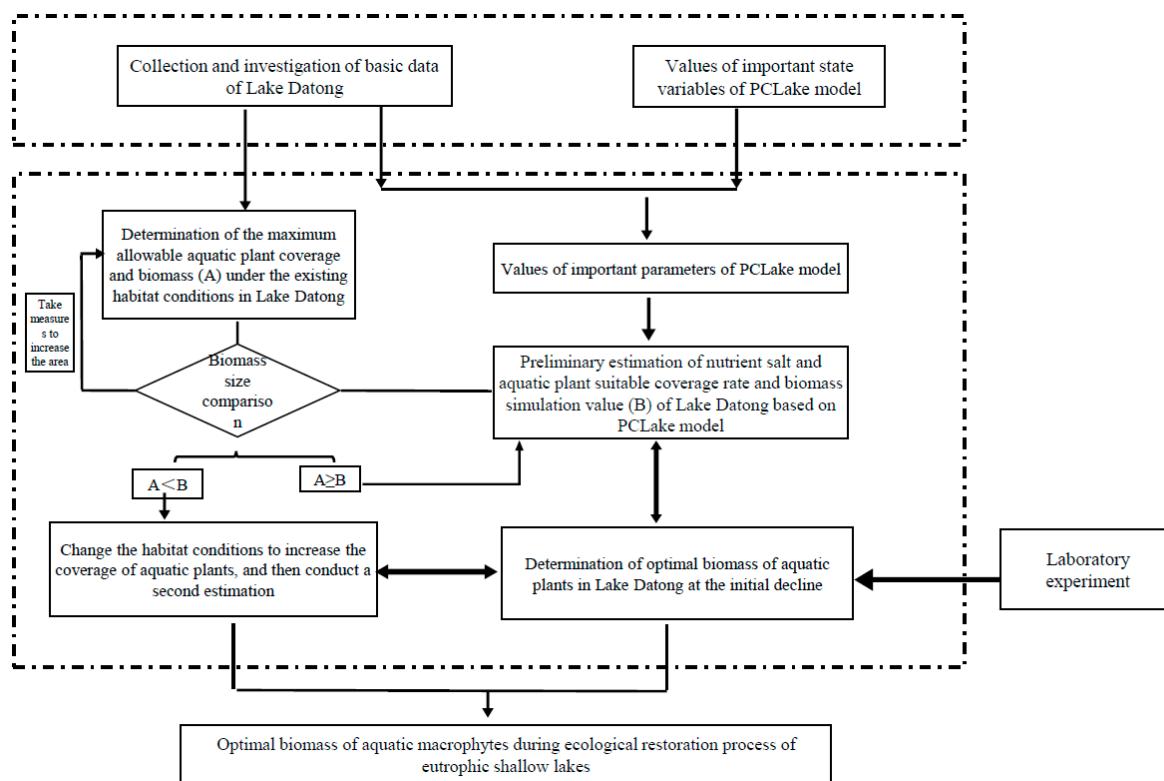 Collection and investigation of basic data
of Lake Datong
Values of important state
variables of PCLake model
Determination of the maximum
allowable aquatic plant coverage
and biomass (A) under the existing
habitat conditions in Lake Datong
Values of important parameters of PCLake model
Take
measure
s to
increase
the area
Biomass
size
compariso
n
Preliminary estimation of nutrient salt and
aquatic plant suitable coverage rate and biomass
simulation value (B) of Lake Datong based on
PCLake model
A<B
A≥B
Change the habitat conditions to increase the
coverage of aquatic plants, and then conduct a
second estimation
Determination of optimal biomass of aquatic
plants in Lake Datong at the initial decline
Laboratory
experiment
Optimal biomass of aquatic macrophytes during ecological restoration process of
eutrophic shallow lakes